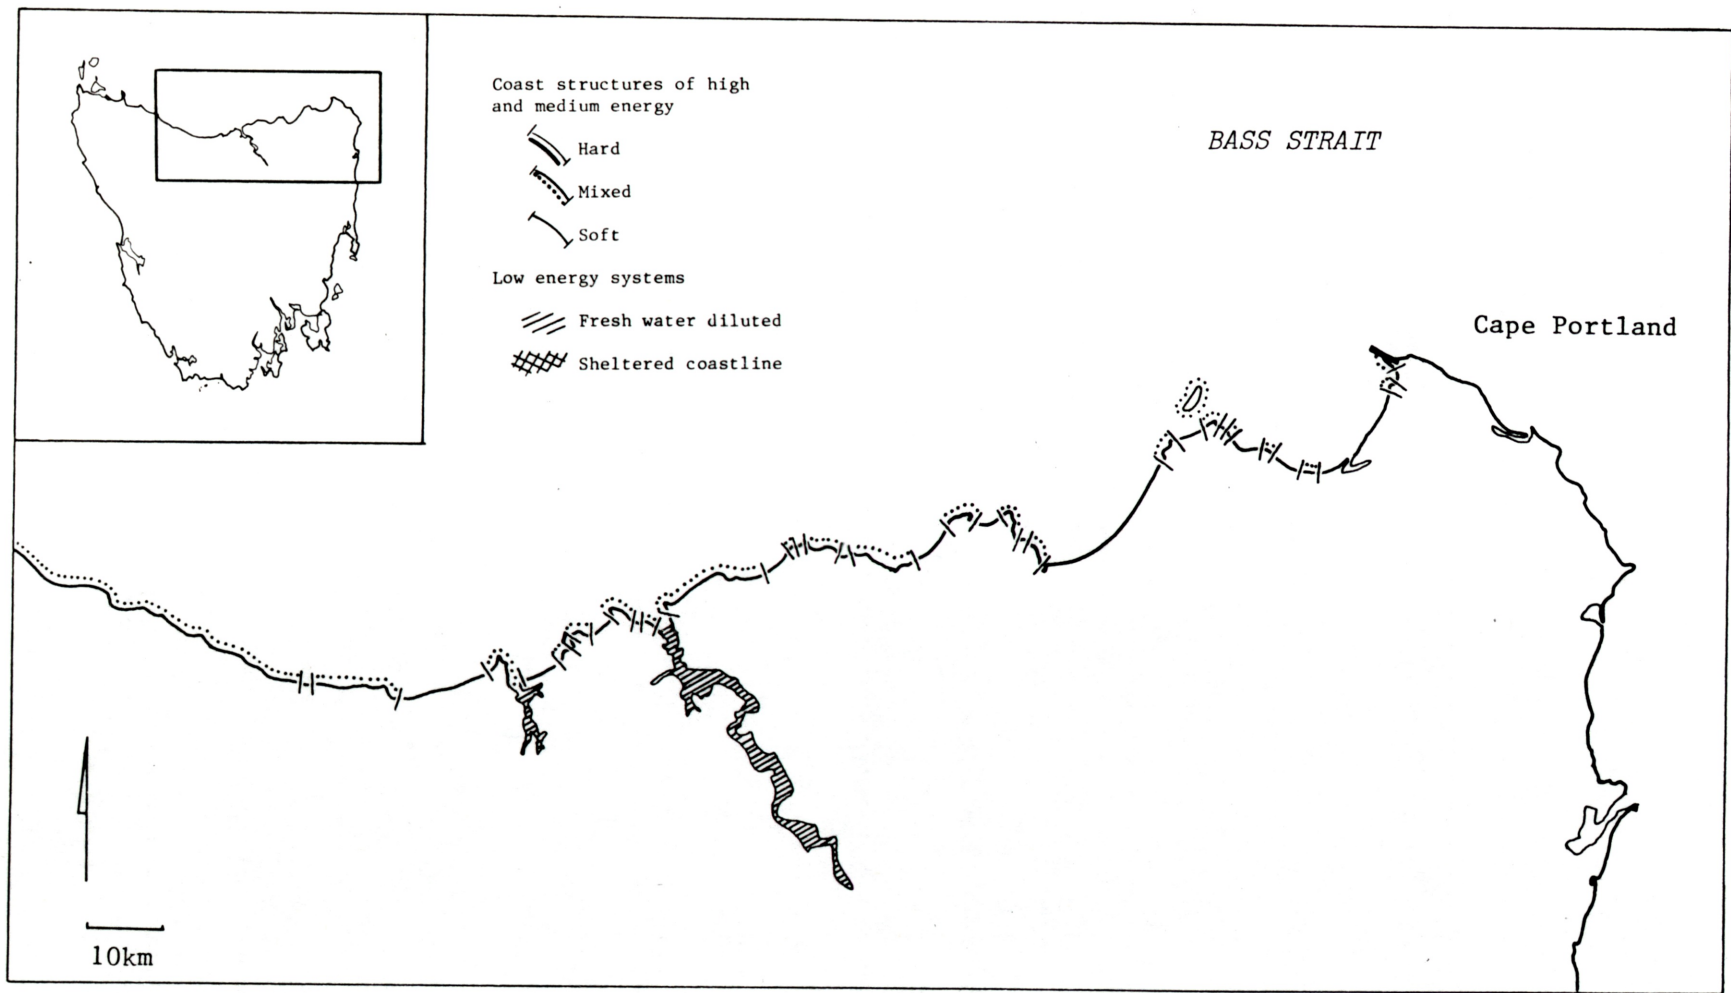 Coast structures of high
and medium energy
Hard
Mixed
Soft
Low energy systems
Fresh water diluted
Sheltered coastline
BASS STRAIT
Cape Portland
10km